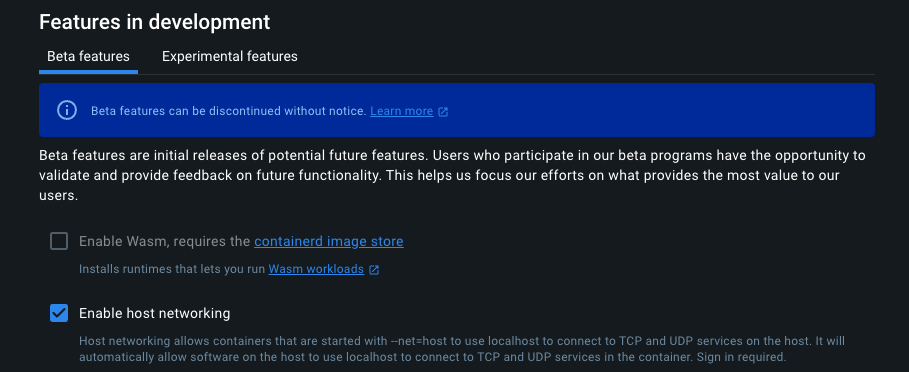 Features in development
Beta features
Experimental features
Beta features can be discontinued without notice. Learn more
Beta features are initial releases of potential future features. Users who participate in our beta programs have the opportunity to
validate and provide feedback on future functionality. This helps us focus our efforts on what provides the most value to our
users.
Enable Wasm, requires the containerd image store
Installs runtimes that lets you run Wasm workloads
Enable host networking
Host networking allows containers that are started with --net=host to use localhost to connect to TCP and UDP services on the host. It will
automatically allow software on the host to use localhost to connect to TCP and UDP services in the container. Sign in required.